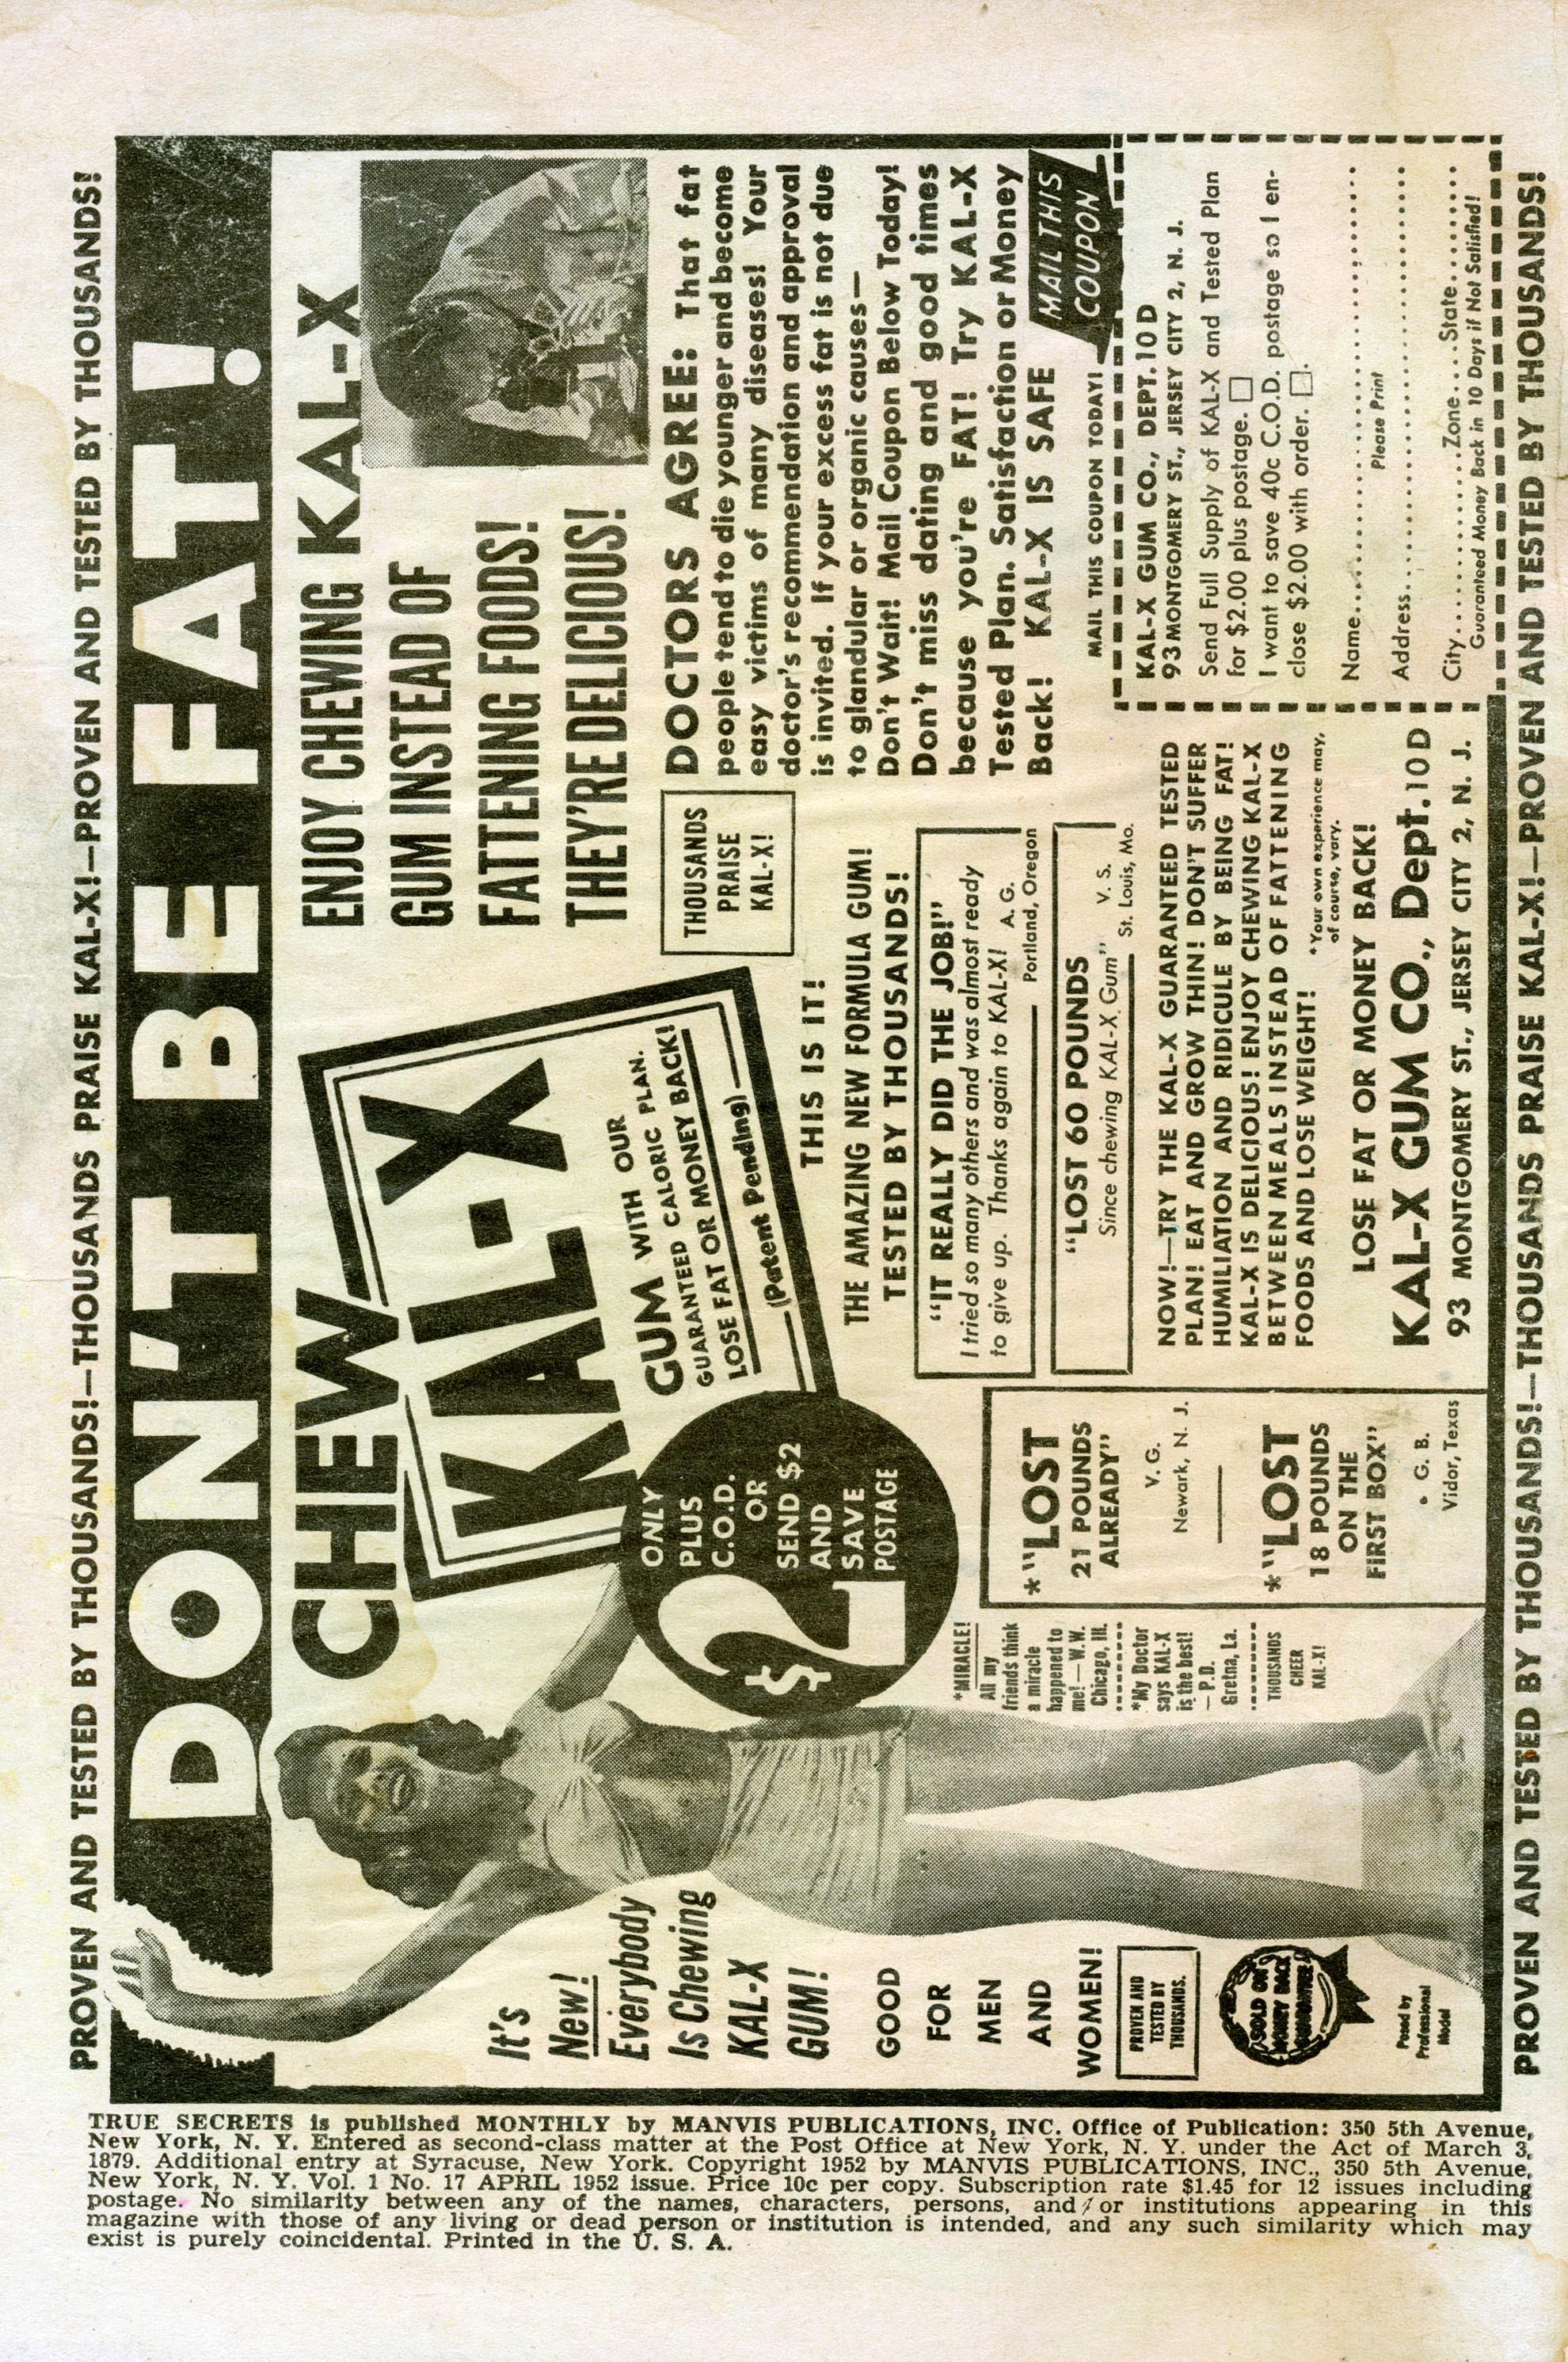 PROVEN AND TESTED BY THOUSANDS!—THOUSANDS PRAISE KAL-X!—PROVEN AND TESTED BY THOUSANDS!
DON'T BE FAT!
CHEW
KAL-X
GUM WITH OUR
GUARANTEED CALORIC PLAN.
LOSE FAT OR MONEY BACK!
(Patent Pending)
$2
ONLY
PLUS
C.O.D.
OR
SEND $2
AND
SAVE
POSTAGE
It's
New!
Everybody
Is Chewing
KAL-X
GUM!
GOOD
FOR
MEN
AND
WOMEN!
PROVEN AND
TESTED BY
THOUSANDS.
SOLD ON
MONEY BACK
GUARANTEE!
Posed by
Professional
Model
*MIRACLE!
All my
friends think
a miracle
happened to
me!—W.W.
Chicago, Ill.
*My Doctor
says KAL-X
is the best!
— P.D.
Gretna, La.
THOUSANDS
CHEER
KAL-X!
*"LOST
21 POUNDS
ALREADY"
V. G.
Newark, N. J.
*"LOST
18 POUNDS
ON THE
FIRST BOX"
G. B.
Vidor, Texas
THIS IS IT!
THE AMAZING NEW FORMULA GUM!
TESTED BY THOUSANDS!
"IT REALLY DID THE JOB!"
I tried so many others and was almost ready
to give up. Thanks again to KAL-X! A. G.
Portland, Oregon
"LOST 60 POUNDS
Since chewing KAL-X Gum" V. S.
St. Louis, Mo.
NOW!—TRY THE KAL-X GUARANTEED TESTED
PLAN! EAT AND GROW THIN! DON'T SUFFER
HUMILIATION AND RIDICULE BY BEING FAT!
KAL-X IS DELICIOUS! ENJOY CHEWING KAL-X
BETWEEN MEALS INSTEAD OF FATTENING
FOODS AND LOSE WEIGHT!
*Your own experience may,
of course, vary.
LOSE FAT OR MONEY BACK!
KAL-X GUM CO., Dept. 10 D
93 MONTGOMERY ST., JERSEY CITY 2, N. J.
ENJOY CHEWING KAL-X
GUM INSTEAD OF
FATTENING FOODS!
THEY'RE DELICIOUS!
THOUSANDS
PRAISE
KAL-X!
DOCTORS AGREE: That fat
people tend to die younger and become
easy victims of many diseases! Your
doctor's recommendation and approval
is invited. If your excess fat is not due
to glandular or organic causes—
Don't Wait! Mail Coupon Below Today!
Don't miss dating and good times
because you're FAT! Try KAL-X
Tested Plan. Satisfaction or Money
Back! KAL-X IS SAFE
MAIL THIS
COUPON
MAIL THIS COUPON TODAY!
KAL-X GUM CO., DEPT. 10 D
93 MONTGOMERY ST., JERSEY CITY 2, N. J.
Send Full Supply of KAL-X and Tested Plan
for $2.00 plus postage. □
I want to save 40c C.O.D. postage so I en-
close $2.00 with order. □.
Name..................................................
Please Print
Address..................................................
City....................Zone.....State...........
Guaranteed Money Back in 10 Days if Not Satisfied!
PROVEN AND TESTED BY THOUSANDS!—THOUSANDS PRAISE KAL-X!—PROVEN AND TESTED BY THOUSANDS!
TRUE SECRETS is published MONTHLY by MANVIS PUBLICATIONS, INC. Office of Publication: 350 5th Avenue,
New York, N. Y. Entered as second-class matter at the Post Office at New York, N. Y. under the Act of March 3,
1879. Additional entry at Syracuse, New York. Copyright 1952 by MANVIS PUBLICATIONS, INC., 350 5th Avenue,
New York, N. Y. Vol. 1 No. 17 APRIL 1952 issue. Price 10c per copy. Subscription rate $1.45 for 12 issues including
postage. No similarity between any of the names, characters, persons, and/or institutions appearing in this
magazine with those of any living or dead person or institution is intended, and any such similarity which may
exist is purely coincidental. Printed in the U. S. A.